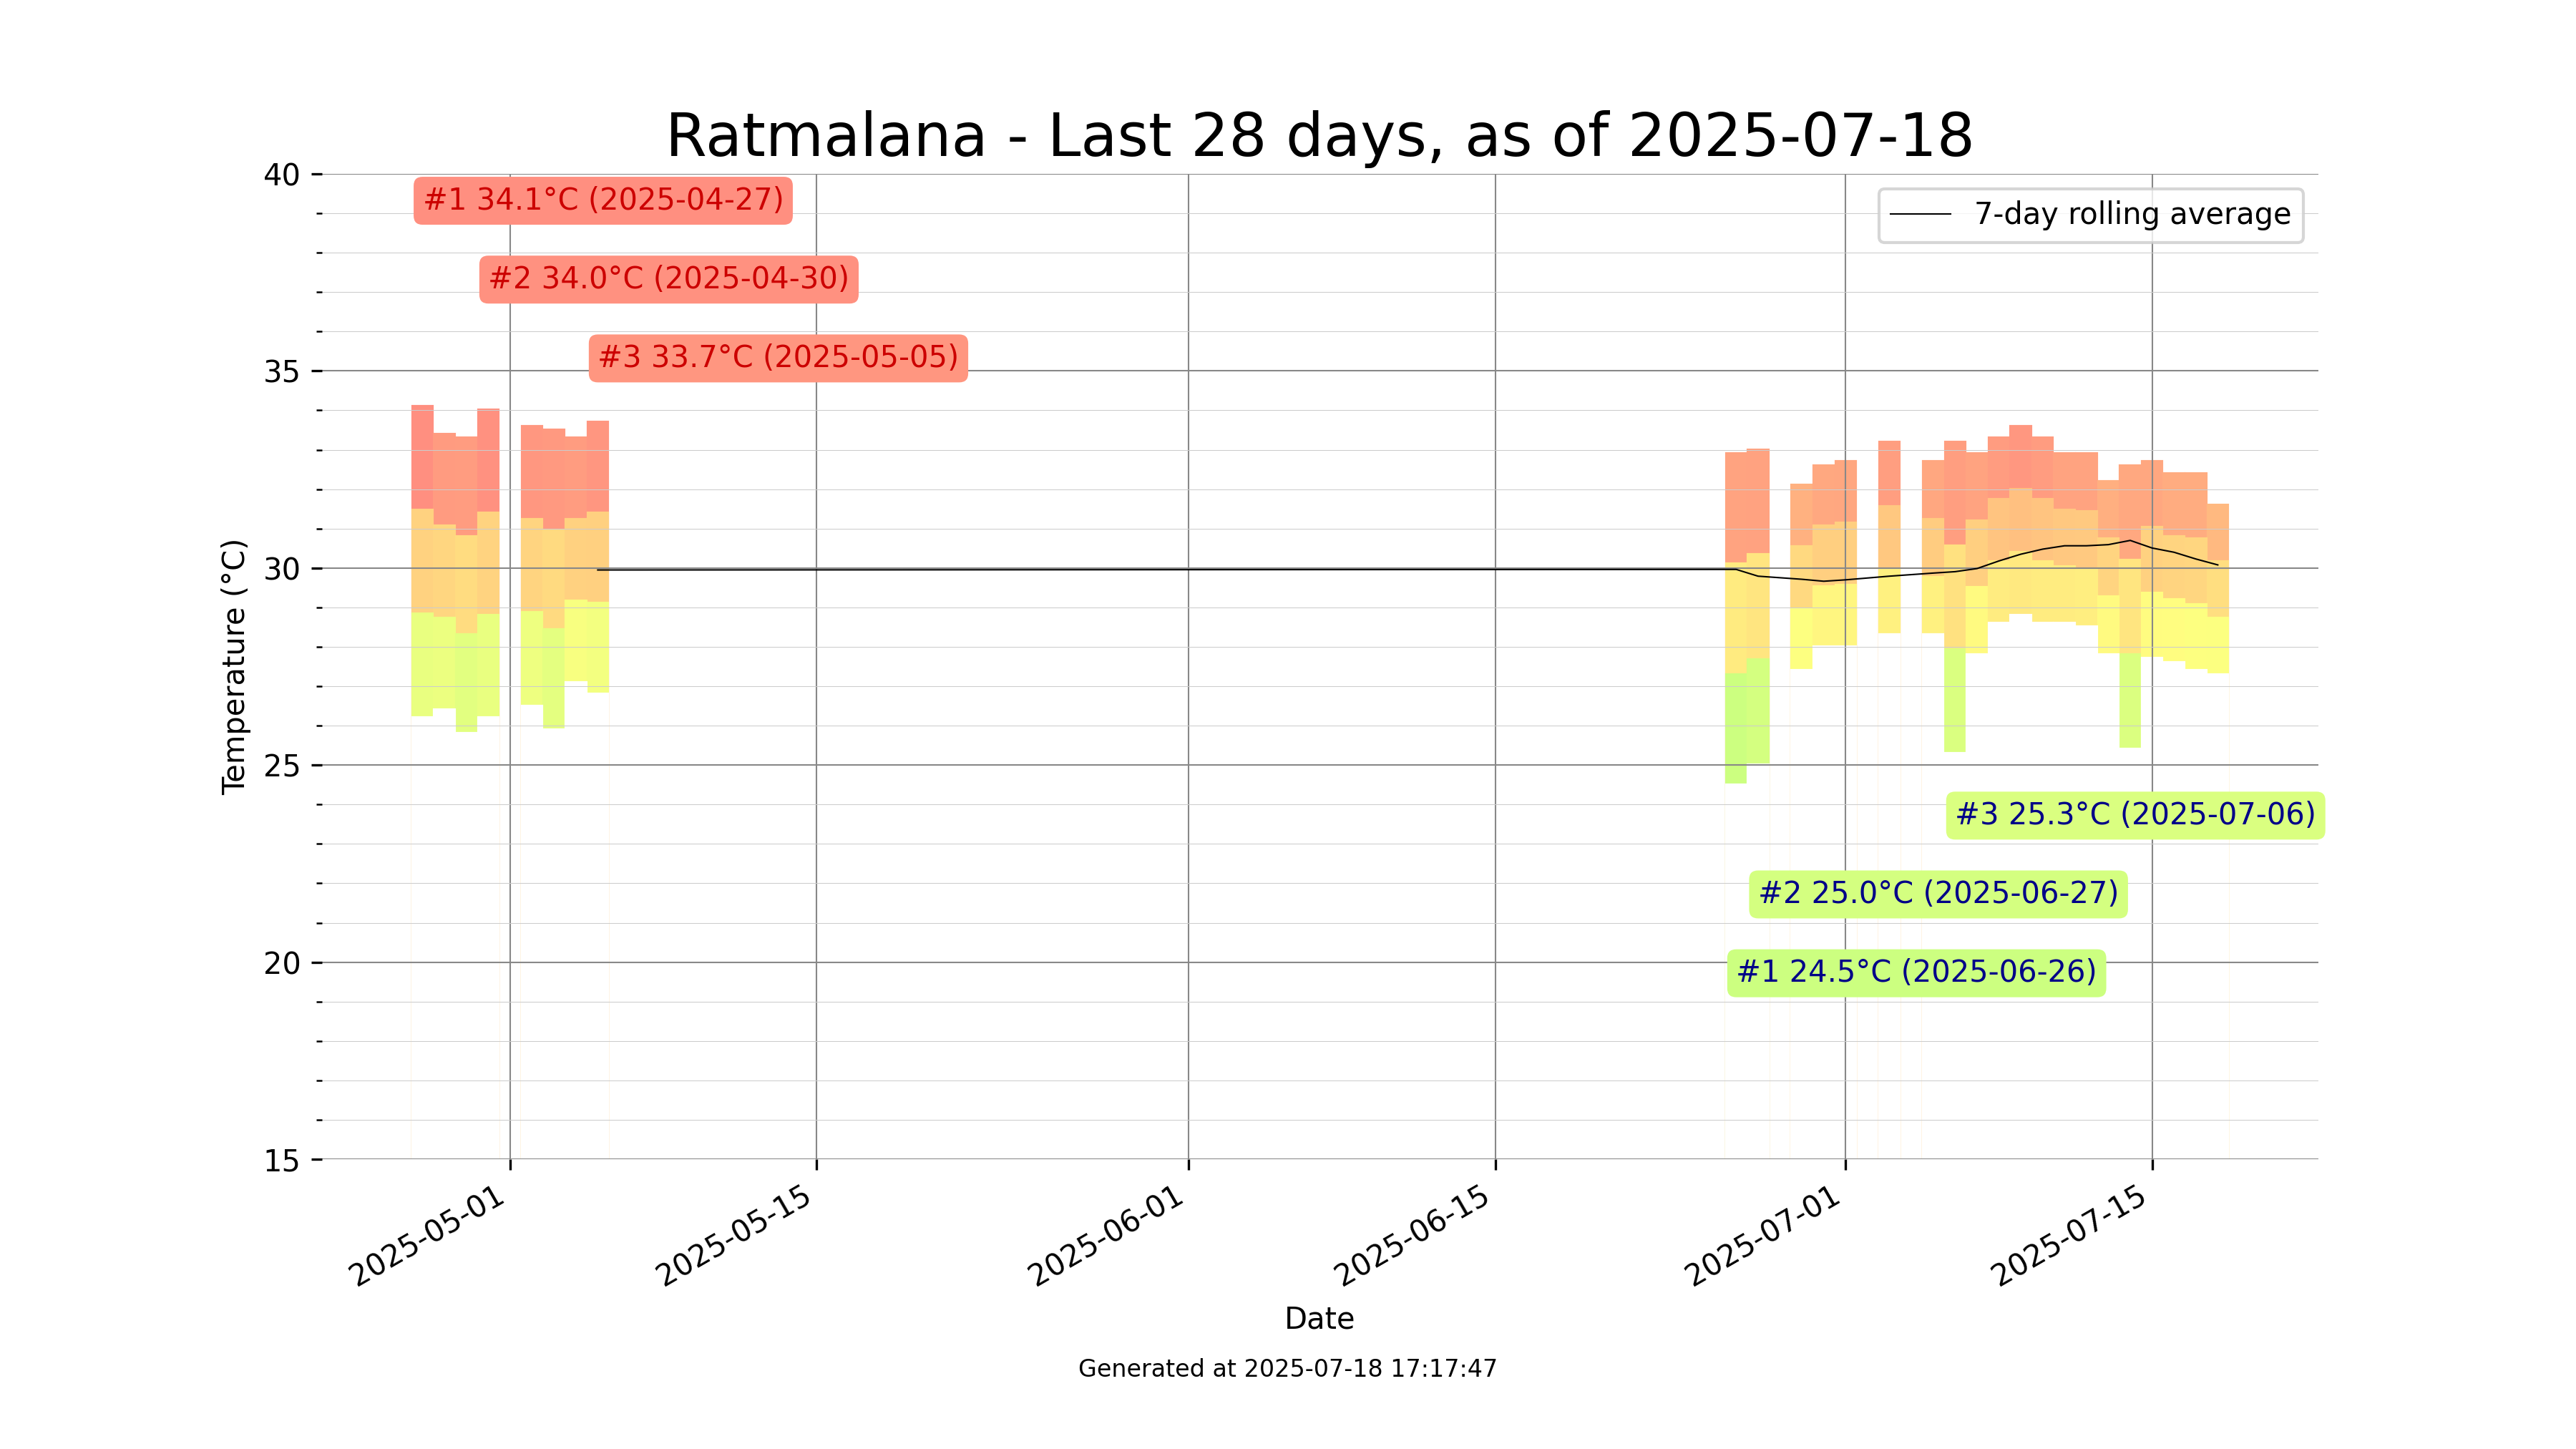 Ratmalana - Last 28 days, as of 2025-07-18
40
35
30
25
20
15
Temperature (°C)
#1 34.1°C (2025-04-27)
#2 34.0°C (2025-04-30)
#3 33.7°C (2025-05-05)
7-day rolling average
#3 25.3°C (2025-07-06)
#2 25.0°C (2025-06-27)
#1 24.5°C (2025-06-26)
2025-05-01
2025-05-15
2025-06-01
2025-06-15
2025-07-01
2025-07-15
Date
Generated at 2025-07-18 17:17:47